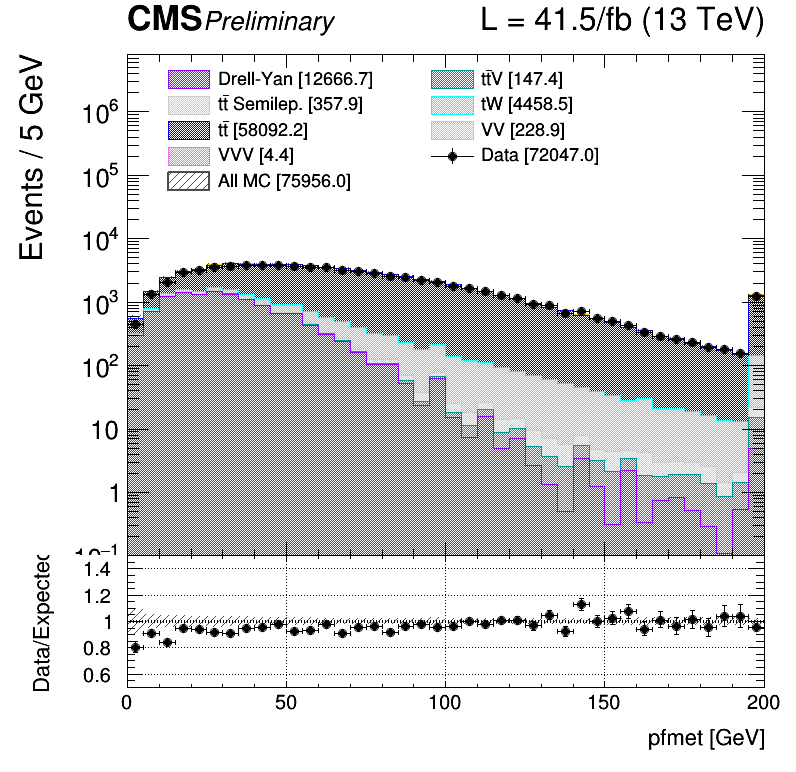 CMS Preliminary L = 41.5/fb (13 TeV)
Events / 5 GeV
Drell-Yan [12666.7]
tt̄ Semilep. [357.9]
tt̄ [58092.2]
VVV [4.4]
All MC [75956.0]
tt̄V [147.4]
tW [4458.5]
VV [228.9]
Data [72047.0]
10⁶
10⁵
10⁴
10³
10²
10
1
10⁻¹
Data/Expected
1.4
1.2
1
0.8
0.6
0 50 100 150 200
pfmet [GeV]